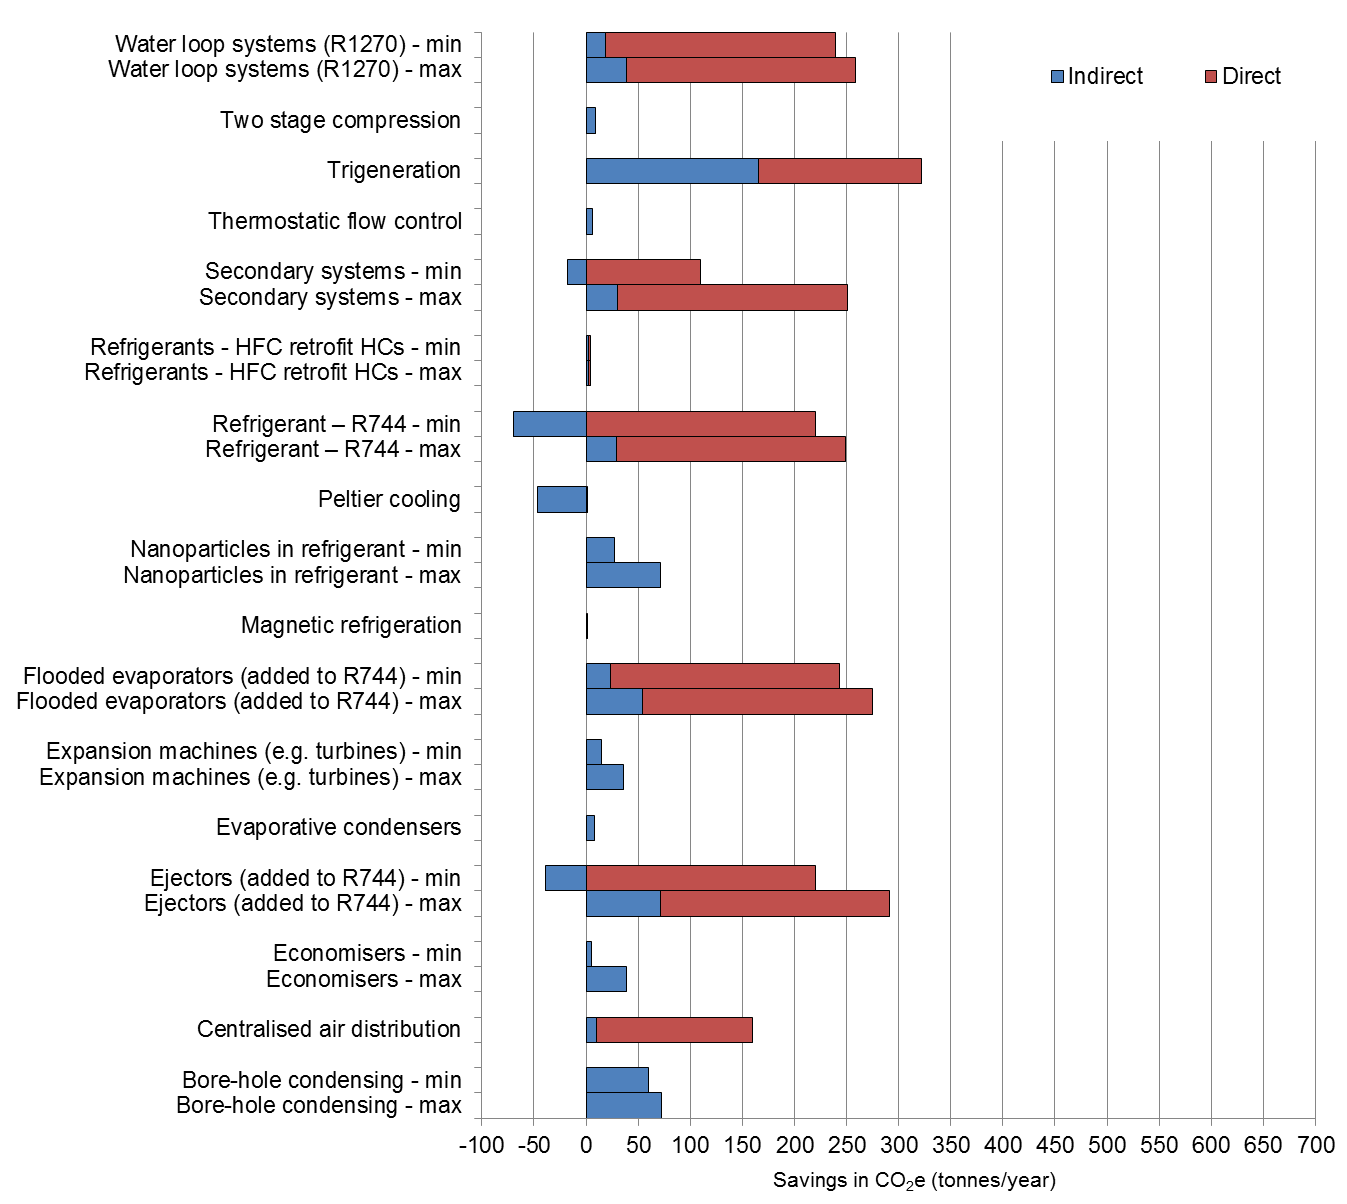 Water loop systems (R1270) - min
Water loop systems (R1270) - max
Indirect
Direct
Two stage compression
Trigeneration
Thermostatic flow control
Secondary systems - min
Secondary systems - max
Refrigerants - HFC retrofit HCs - min
Refrigerants - HFC retrofit HCs - max
Refrigerant – R744 - min
Refrigerant – R744 - max
Peltier cooling
Nanoparticles in refrigerant - min
Nanoparticles in refrigerant - max
Magnetic refrigeration
Flooded evaporators (added to R744) - min
Flooded evaporators (added to R744) - max
Expansion machines (e.g. turbines) - min
Expansion machines (e.g. turbines) - max
Evaporative condensers
Ejectors (added to R744) - min
Ejectors (added to R744) - max
Economisers - min
Economisers - max
Centralised air distribution
Bore-hole condensing - min
Bore-hole condensing - max
-100 -50 0 50 100 150 200 250 300 350 400 450 500 550 600 650 700
Savings in CO₂e (tonnes/year)